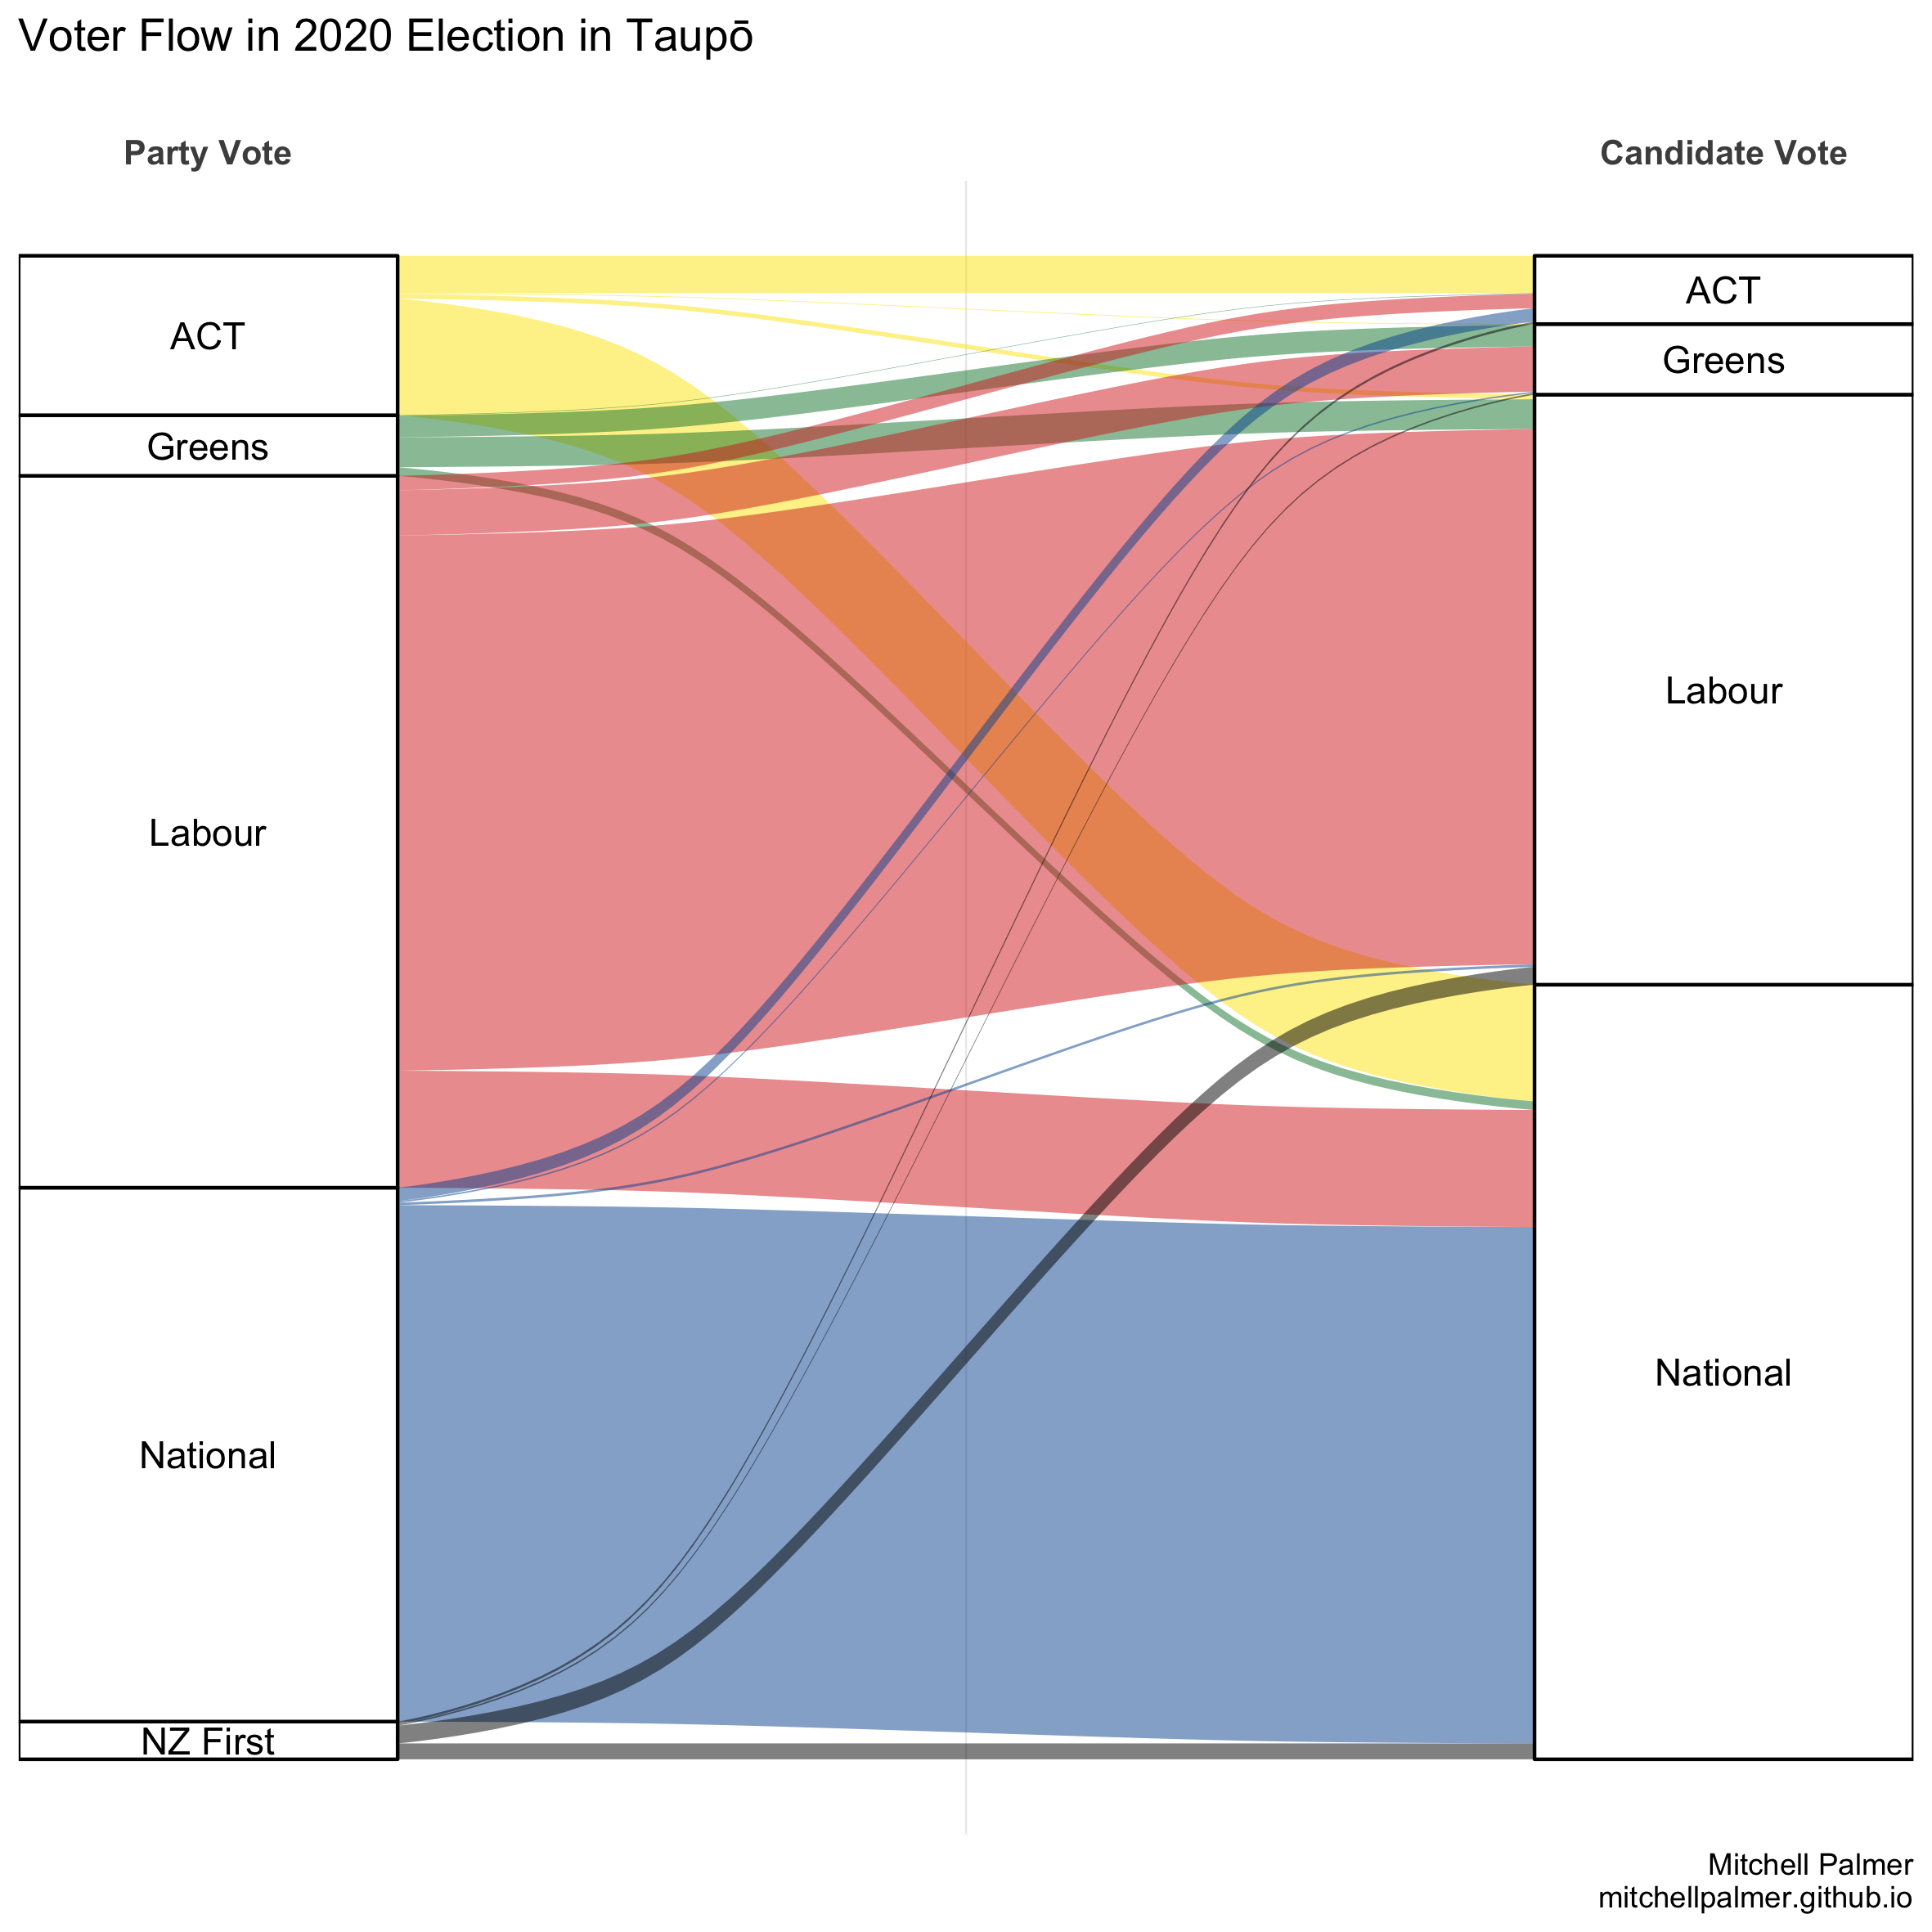 Voter Flow in 2020 Election in Taupō
Party Vote
Candidate Vote
ACT
Greens
Labour
National
NZ First
ACT
Greens
Labour
National
Mitchell Palmer
mitchellpalmer.github.io